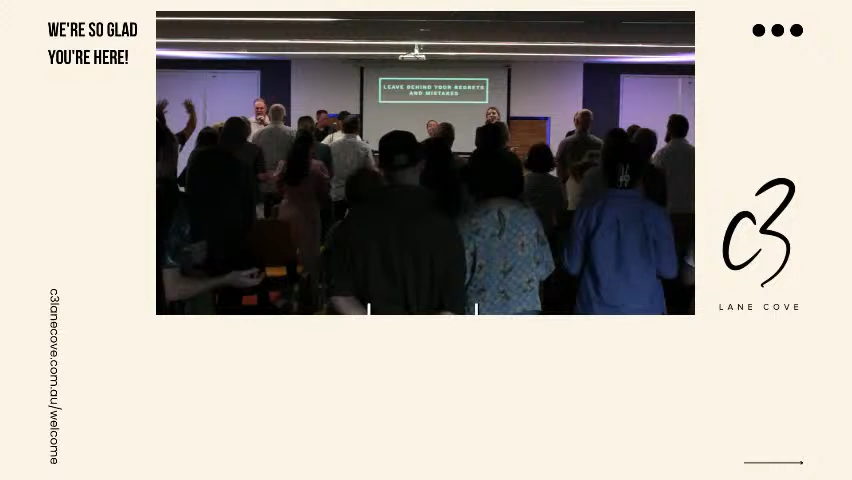 WE'RE SO GLAD
YOU'RE HERE!
LEAVE BEHIND YOUR REGRETS
AND MISTAKES
c3
LANE COVE
c3lanecove.com.au/welcome